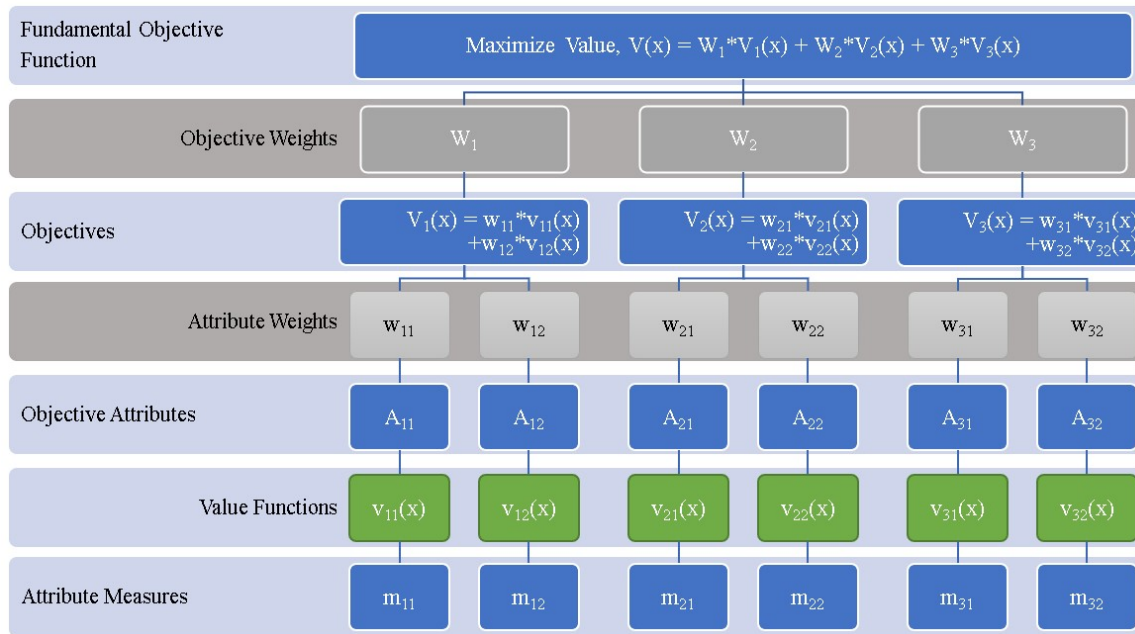 Fundamental Objective
Function
Maximize Value, V(x) = W₁*V₁(x) + W₂*V₂(x) + W₃*V₃(x)
Objective Weights
W₁
W₂
W₃
Objectives
V₁(x) = w₁₁*v₁₁(x)
+w₁₂*v₁₂(x)
V₂(x) = w₂₁*v₂₁(x)
+w₂₂*v₂₂(x)
V₃(x) = w₃₁*v₃₁(x)
+w₃₂*v₃₂(x)
Attribute Weights
w₁₁
w₁₂
w₂₁
w₂₂
w₃₁
w₃₂
Objective Attributes
A₁₁
A₁₂
A₂₁
A₂₂
A₃₁
A₃₂
Value Functions
v₁₁(x)
v₁₂(x)
v₂₁(x)
v₂₂(x)
v₃₁(x)
v₃₂(x)
Attribute Measures
m₁₁
m₁₂
m₂₁
m₂₂
m₃₁
m₃₂